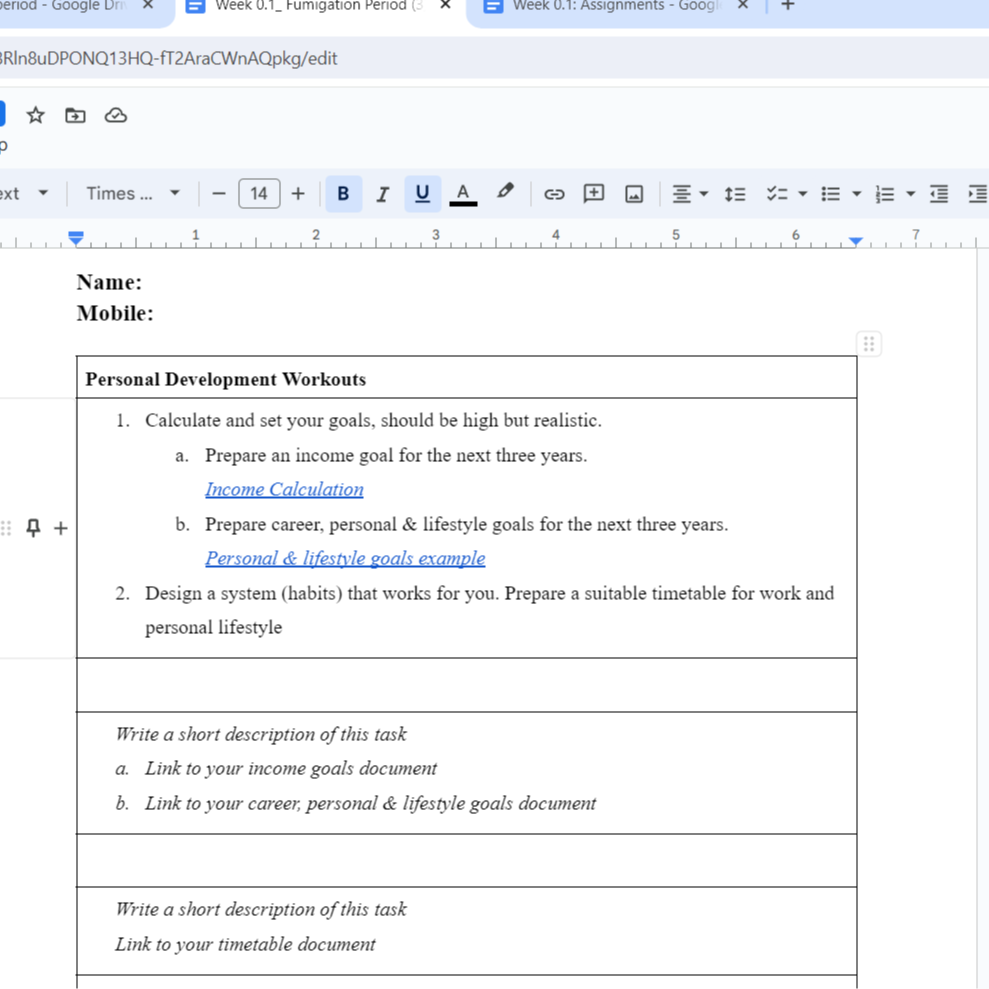 period - Google Dri
Week 0.1_ Fumigation Period (3
Week 0.1: Assignments - Googl
3Rln8uDPONQ13HQ-fT2AraCWnAQpkg/edit
p
ext
Times ...
14
B I U A
1 2 3 4 5 6 7
Name:
Mobile:
Personal Development Workouts
1. Calculate and set your goals, should be high but realistic.
a. Prepare an income goal for the next three years.
Income Calculation
b. Prepare career, personal & lifestyle goals for the next three years.
Personal & lifestyle goals example
2. Design a system (habits) that works for you. Prepare a suitable timetable for work and
personal lifestyle
Write a short description of this task
a. Link to your income goals document
b. Link to your career, personal & lifestyle goals document
Write a short description of this task
Link to your timetable document